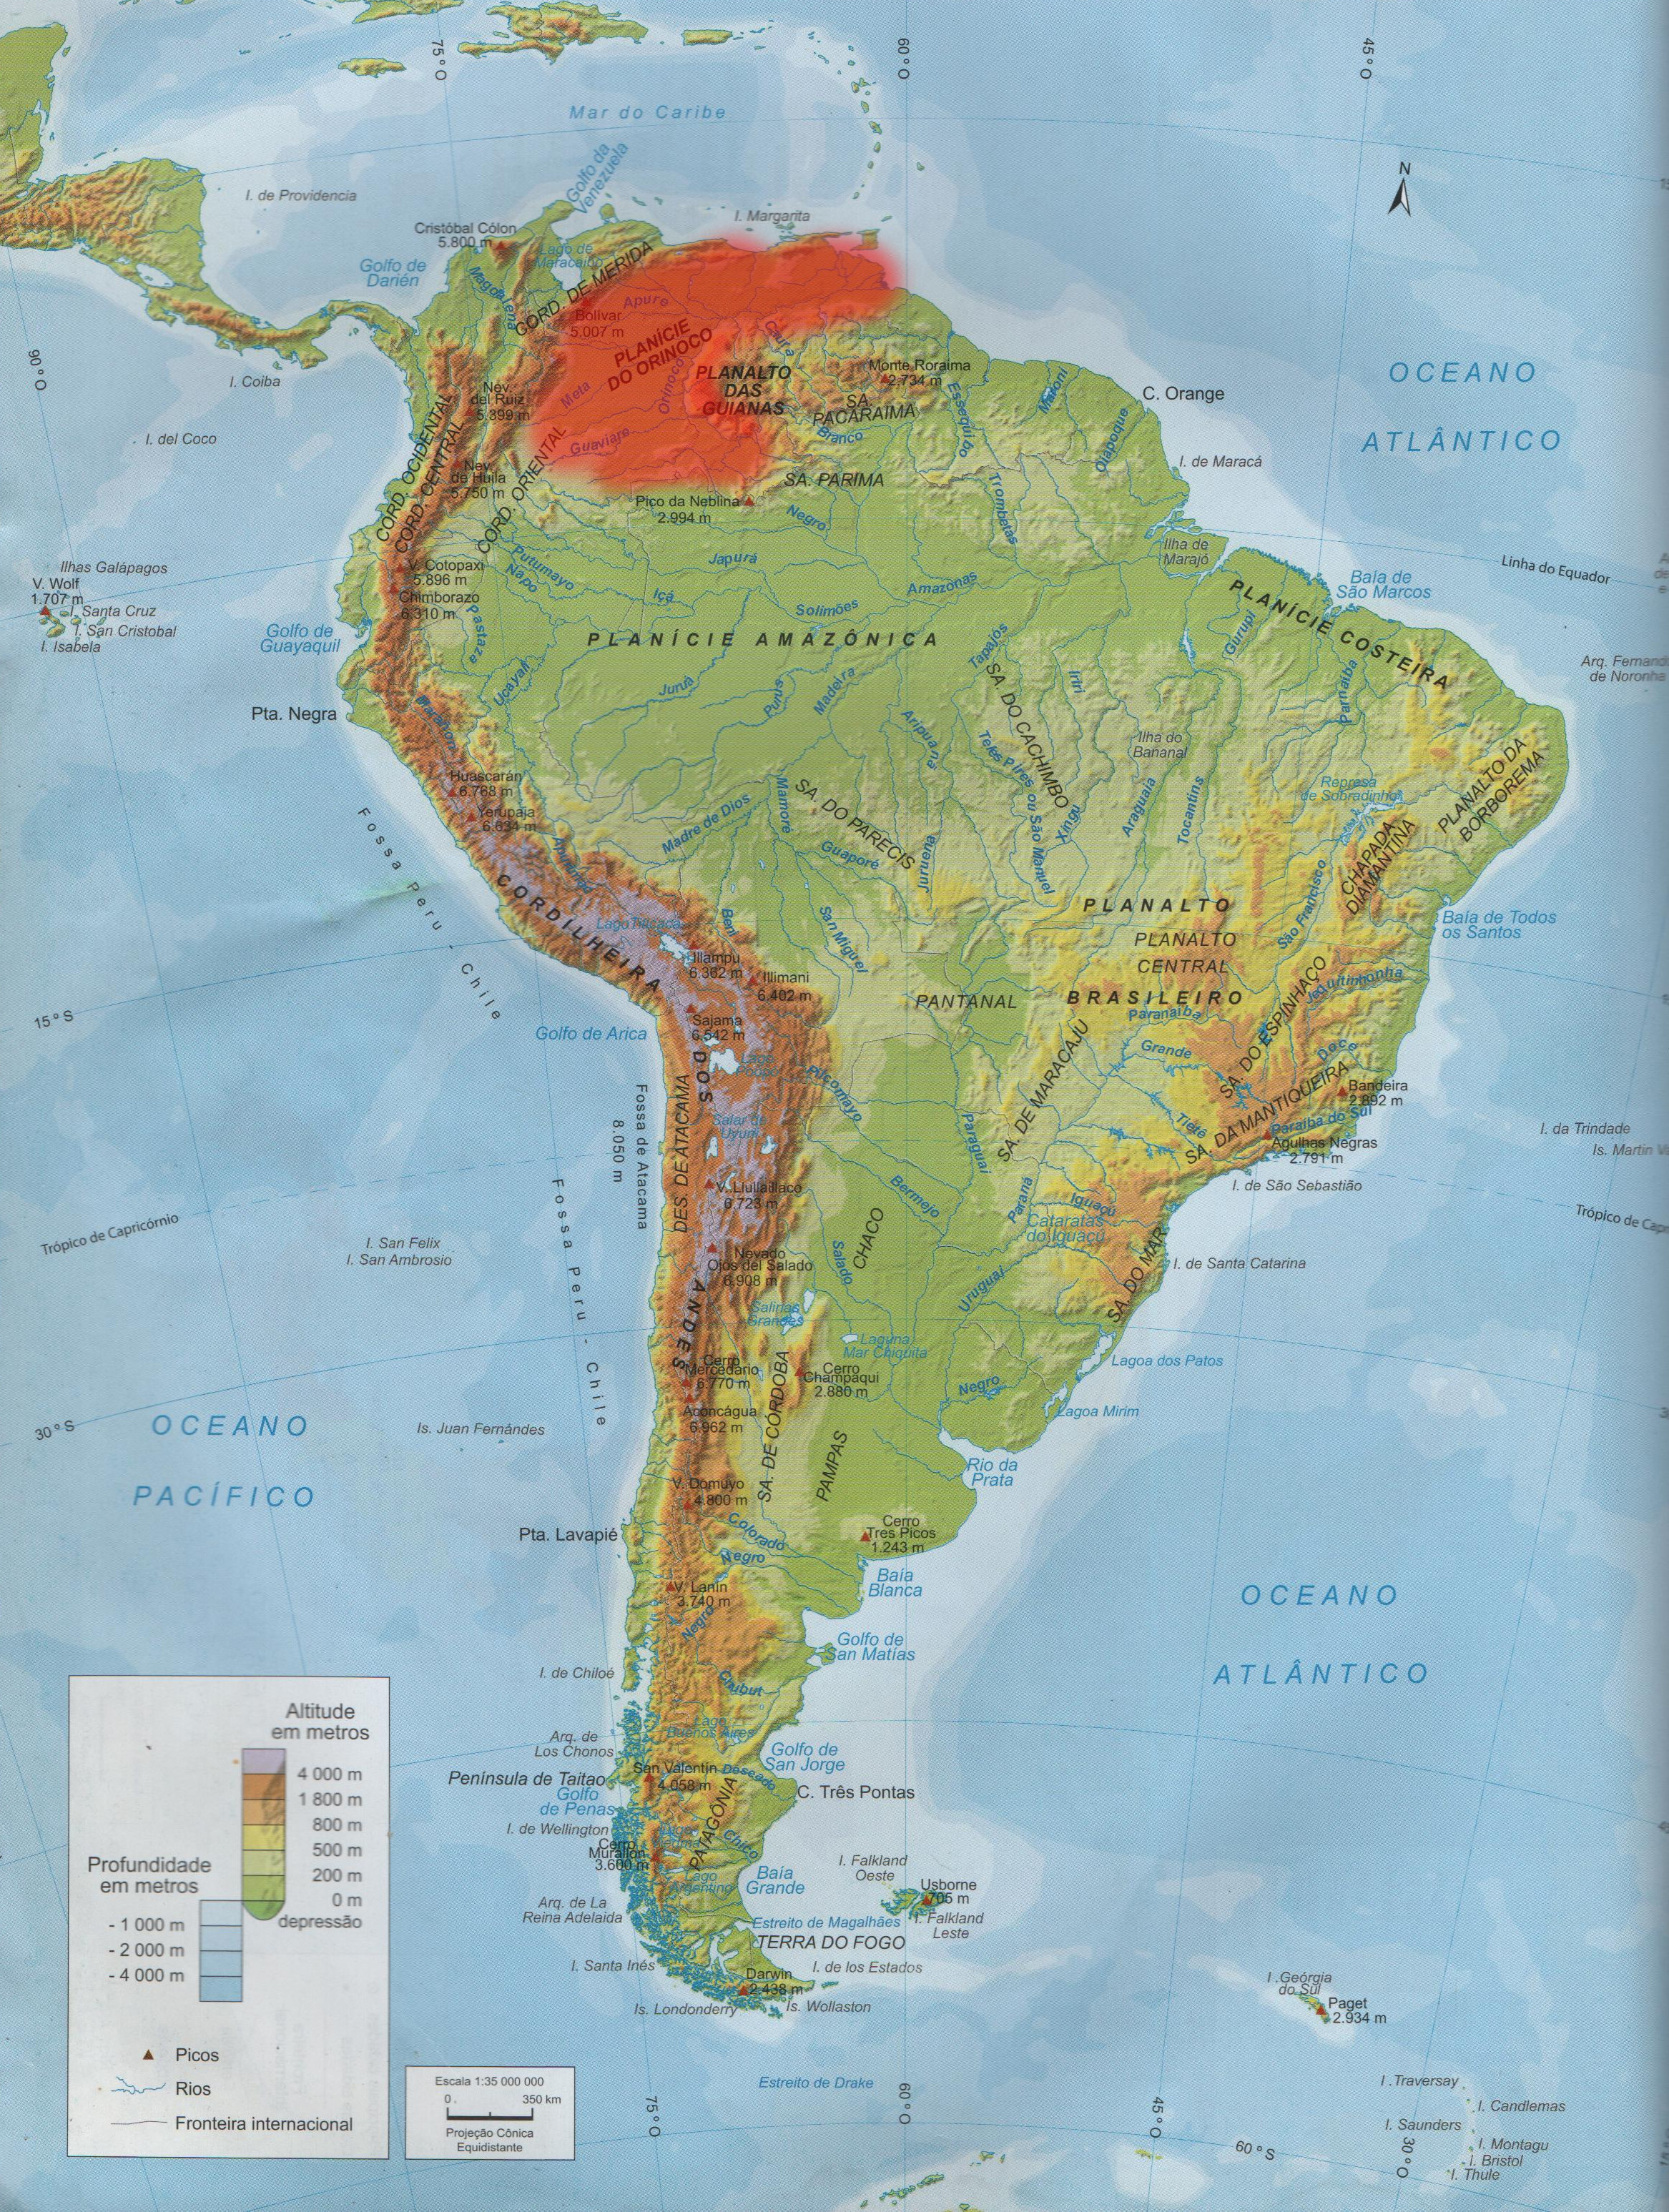 75° O
60° O
45° O
Mar do Caribe
N
Golfo da
Venezuela
I. de Providencia
I. Margarita
Cristóbal Cólon
5.800 m
Lago de
Maracaibo
Golfo de
Darién
Magdalena
CORD. DE MERIDA
Apure
Bolívar
5.007 m
PLANÍCIE
DO ORINOCO
Caura
Orinoco
Meta
Guaviare
PLANALTO
DAS
GUIANAS
Monte Roraima
2.734 m
SA.
PACARAIMA
Branco
Essequibo
Maroni
Oiapoque
C. Orange
OCEANO
ATLÂNTICO
90° O
I. Coiba
I. del Coco
Nev.
del Ruiz
5.399 m
Nev.
de Huila
5.750 m
CORD. OCIDENTAL
CORD. CENTRAL
CORD. ORIENTAL
SA. PARIMA
Pico da Neblina
2.994 m
Negro
Trombetas
I. de Maracá
Ilha de
Marajó
Linha do Equador
Ilhas Galápagos
V. Wolf
1.707 m
I. Santa Cruz
I. San Cristobal
I. Isabela
V. Cotopaxi
5.896 m
Chimborazo
6.310 m
Putumayo
Napo
Pastaza
Japurá
Içá
Solimões
Amazonas
Baía de
São Marcos
Golfo de
Guayaquil
PLANÍCIE AMAZÔNICA
PLANÍCIE COSTEIRA
Gurupi
Tapajós
Arq. Fernand
de Noronha
Pta. Negra
Marañón
Ucayali
Juruá
Purus
Madeira
Aripuanã
SA. DO CACHIMBO
Iriri
Parnaíba
Ilha do
Bananal
Teles Pires ou São Manuel
Xingu
Araguaia
Tocantins
Represa
de Sobradinho
PLANALTO DA
BORBOREMA
Huascarán
6.768 m
Yerupaja
6.634 m
Apurímac
Madre de Dios
Mamoré
SA. DO PARECIS
Guaporé
Juruena
CHAPADA
DIAMANTINA
São Francisco
Fossa Peru - Chile
CORDILHEIRA
DOS
ANDES
Lago Titicaca
Beni
San Miguel
PLANALTO
PLANALTO
CENTRAL
BRASILEIRO
Baía de Todos
os Santos
Illampu
6.362 m
Illimani
6.402 m
PANTANAL
Paranaíba
SA. DO ESPINHAÇO
Jequitinhonha
15° S
Golfo de Arica
Sajama
6.542 m
Lago
Poopó
Pilcomayo
SA. DE MARACAJU
Grande
Doce
Bandeira
2.892 m
Fossa de Atacama
8.050 m
DES. DE ATACAMA
Salar de
Uyuni
Paraguai
Tietê
SA. DA MANTIQUEIRA
Paraíba do Sul
Agulhas Negras
2.791 m
I. da Trindade
Is. Martin
Fossa Peru - Chile
V. Llullaillaco
6.723 m
Bermejo
Paraná
Iguaçu
Cataratas
do Iguaçú
I. de São Sebastião
Trópico de Capricórnio
Trópico de Cap
I. San Felix
I. San Ambrosio
CHACO
Salado
Nevado
Ojos del Salado
6.908 m
Uruguai
SA. DO MAR
I. de Santa Catarina
Salinas
Grandes
Laguna
Mar Chiquita
Lagoa dos Patos
Cerro
Mercedario
6.770 m
Cerro
Champaqui
2.880 m
Negro
Lagoa Mirim
Aconcágua
6.962 m
SA. DE CÓRDOBA
PAMPAS
30° S
OCEANO
PACÍFICO
Is. Juan Fernándes
Rio da
Prata
V. Domuyo
4.800 m
Pta. Lavapié
Colorado
Negro
Cerro
Tres Picos
1.243 m
Baía
Blanca
V. Lanin
3.740 m
Negro
Golfo de
San Matías
OCEANO
ATLÂNTICO
I. de Chiloé
Chubut
Arq. de
Los Chonos
Lago
Buenos Aires
Golfo de
San Jorge
San Valentin
4.058 m
Deseado
Península de Taitao
C. Três Pontas
Golfo
de Penas
PATAGÔNIA
I. de Wellington
Cerro
Murallón
3.600 m
Lago
Chico
Lago
Argentino
Baía
Grande
I. Falkland
Oeste
Usborne
705 m
I. Falkland
Leste
Arq. de La
Reina Adelaida
Estreito de Magalhães
TERRA DO FOGO
I. Santa Inés
I. de los Estados
Darwin
2.438 m
Is. Londonderry
Is. Wollaston
I .Geórgia
do Sul
Paget
2.934 m
Estreito de Drake
I .Traversay
I. Candlemas
I. Saunders
I. Montagu
I. Bristol
I. Thule
75° O
60° O
45° O
60° S
30° O
Altitude
em metros
4 000 m
1 800 m
800 m
500 m
200 m
0 m
depressão
Profundidade
em metros
- 1 000 m
- 2 000 m
- 4 000 m
Picos
Rios
Fronteira internacional
Escala 1:35 000 000
0
350 km
Projeção Cônica
Equidistante